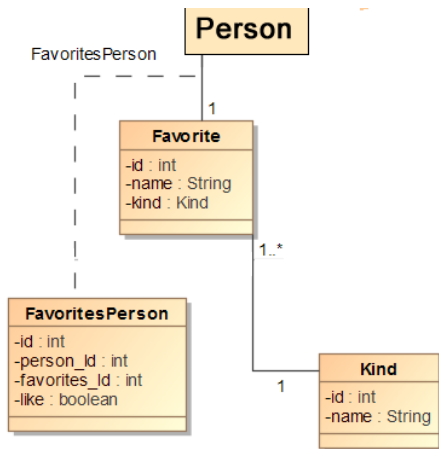 Person
FavoritesPerson
1
Favorite
-id : int
-name : String
-kind : Kind
1..*
FavoritesPerson
-id : int
-person_Id : int
-favorites_Id : int
-like : boolean
1
Kind
-id : int
-name : String